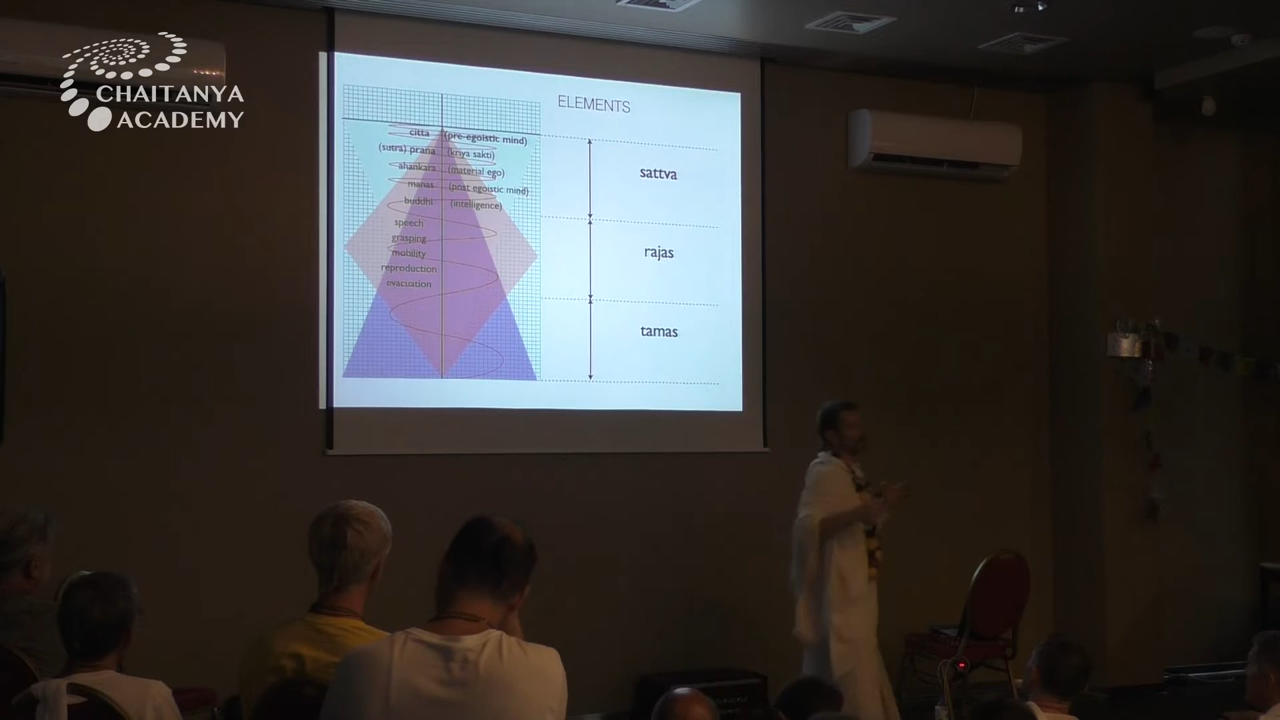 CHAITANYA
ACADEMY
ELEMENTS
citta (pre-egoistic mind)
(sutra) prana (kriya sakti)
ahankara (material ego)
manas (post egoistic mind)
buddhi (intelligence)
speech
grasping
mobility
reproduction
evacuation
sattva
rajas
tamas